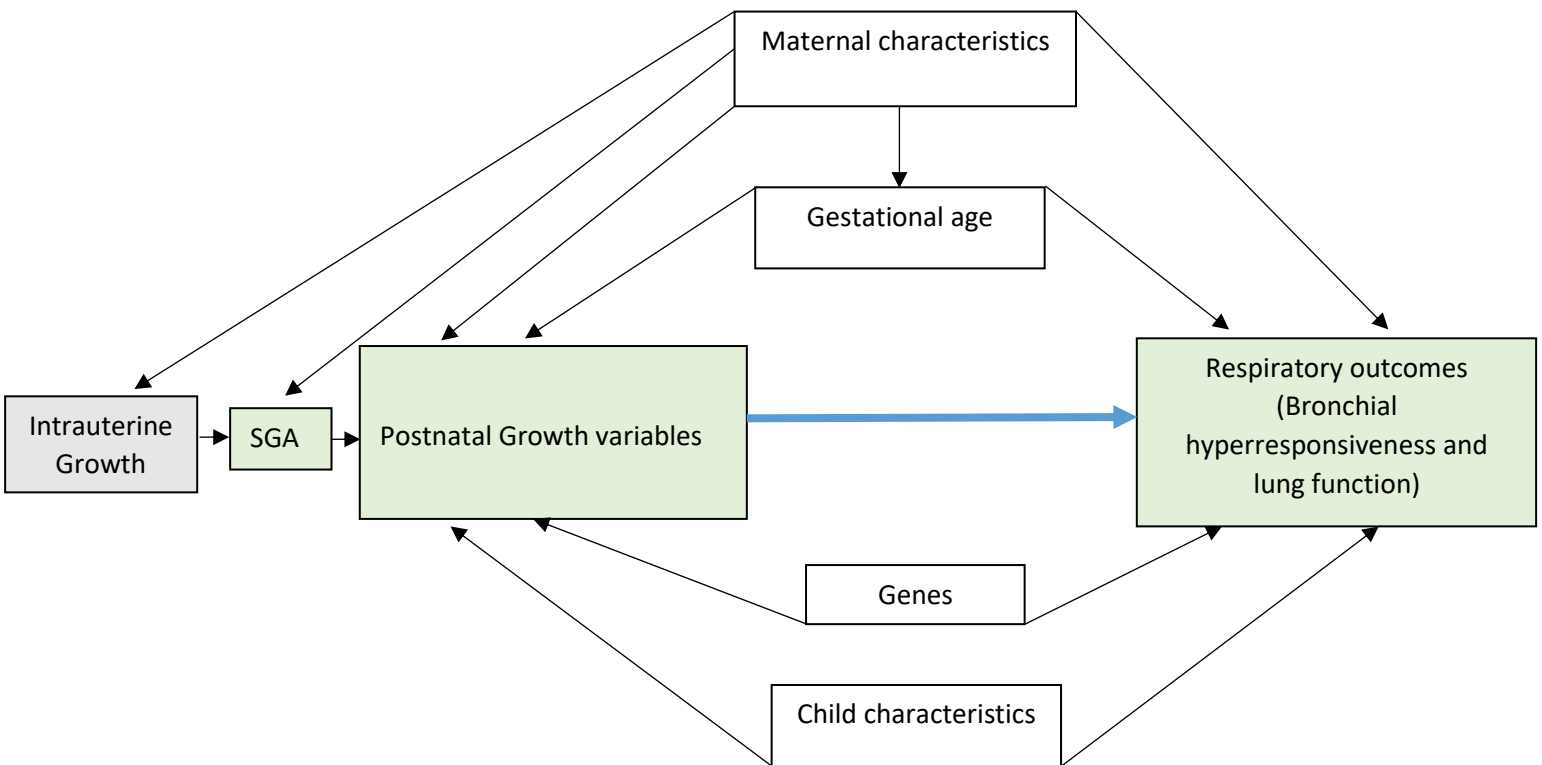 Maternal characteristics
Gestational age
Intrauterine
Growth
SGA
Postnatal Growth variables
Respiratory outcomes
(Bronchial
hyperresponsiveness and
lung function)
Genes
Child characteristics